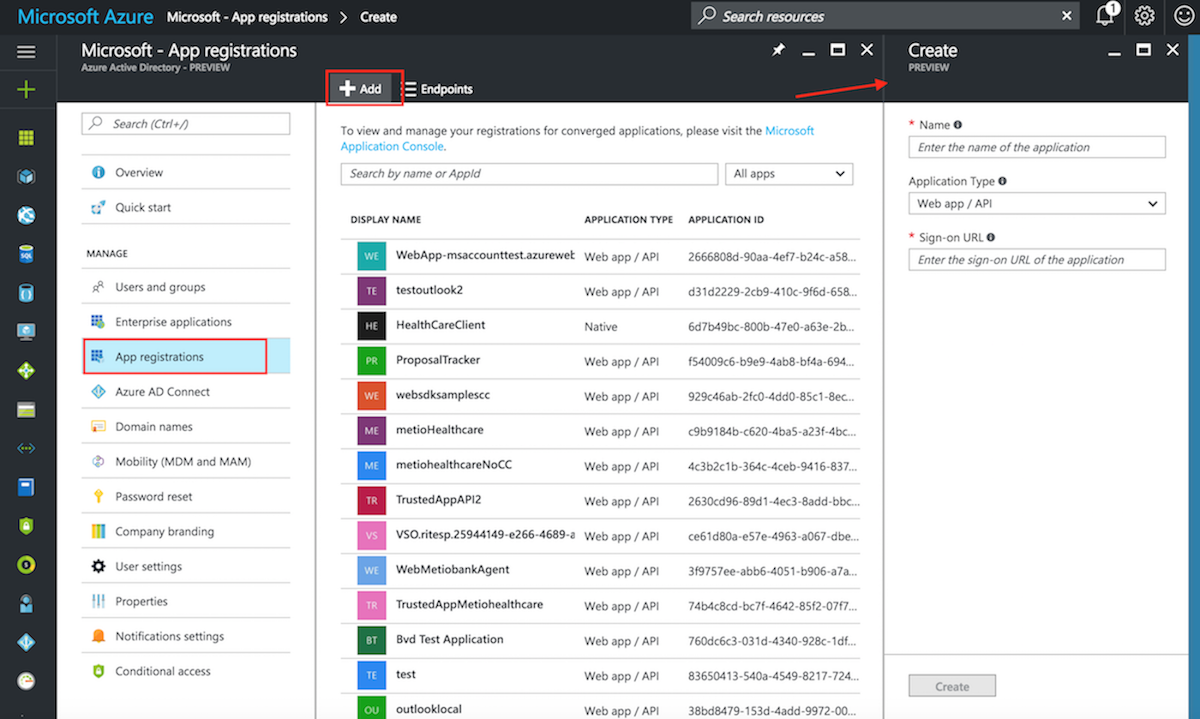 Microsoft Azure Microsoft - App registrations > Create Search resources 1
Microsoft - App registrations
Azure Active Directory - PREVIEW
Search (Ctrl+/)
Overview
Quick start
MANAGE
Users and groups
Enterprise applications
App registrations
Azure AD Connect
Domain names
Mobility (MDM and MAM)
Password reset
Company branding
User settings
Properties
Notifications settings
Conditional access
Add Endpoints
To view and manage your registrations for converged applications, please visit the Microsoft
Application Console.
Search by name or AppId All apps
DISPLAY NAME APPLICATION TYPE APPLICATION ID
WE WebApp-msaccounttest.azureweb Web app / API 2666808d-90aa-4ef7-b24c-a58...
TE testoutlook2 Web app / API d31d2229-2cb9-410c-9f6d-658...
HE HealthCareClient Native 6d7b49bc-800b-47e0-a63e-2b...
PR ProposalTracker Web app / API f54009c6-b9e9-4ab8-bf4a-694...
WE websdksamplescc Web app / API 929c46ab-2fc0-4dd0-85c1-8ec...
ME metioHealthcare Web app / API c9b9184b-c620-4ba5-a23f-4bc...
ME metiohealthcareNoCC Web app / API 4c3b2c1b-364c-4ceb-9416-837...
TR TrustedAppAPI2 Web app / API 2630cd96-89d1-4ec3-8add-bbc...
VS VSO.ritesp.25944149-e266-4689-a Web app / API ce61d80a-e57e-4963-a067-dbe...
WE WebMetiobankAgent Web app / API 3f9757ee-abb6-4051-b906-a7a...
TR TrustedAppMetiohealthcare Web app / API 74b4c8cd-bc7f-4642-85f2-07f7...
BT Bvd Test Application Web app / API 760dc6c3-031d-4340-928c-1df...
TE test Web app / API 83650413-540a-4549-8217-724...
OU outlooklocal Web app / API 38bd8479-153d-4add-9972-00...
Create
PREVIEW
* Name
Enter the name of the application
Application Type
Web app / API
* Sign-on URL
Enter the sign-on URL of the application
Create
SQL